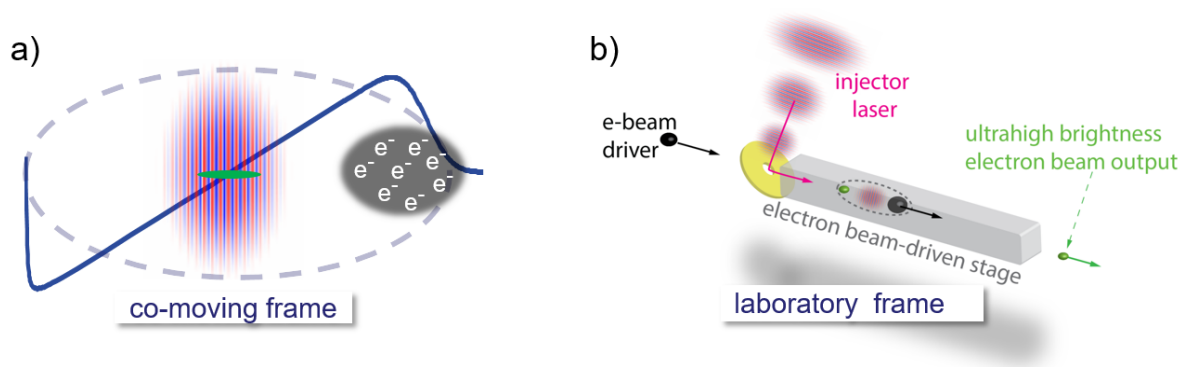 a)
e⁻ e⁻
e⁻ e⁻ e⁻
e⁻ e⁻ e⁻
co-moving frame
b)
injector
laser
e-beam
driver
ultrahigh brightness
electron beam output
electron beam-driven stage
laboratory frame